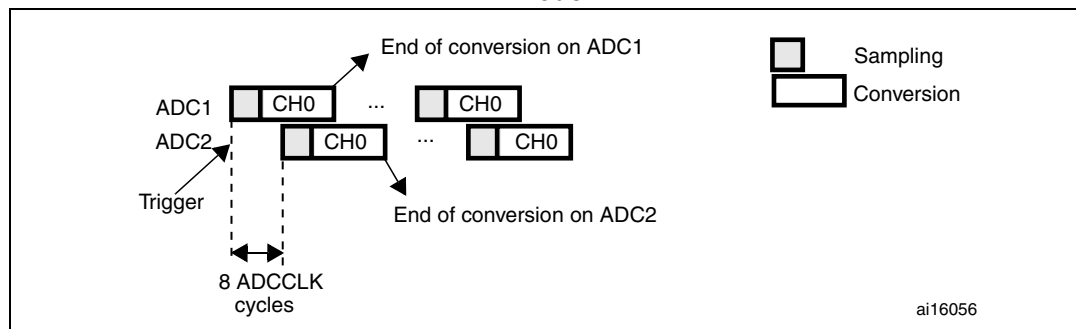 End of conversion on ADC1
Sampling
Conversion
ADC1
CH0
...
CH0
ADC2
CH0
...
CH0
Trigger
End of conversion on ADC2
8 ADCCLK
cycles
ai16056